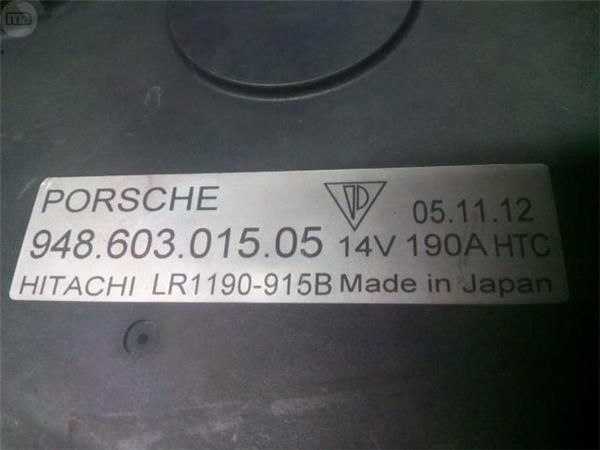 PORSCHE 05.11.12
948.603.015.05 14V 190A HTC
HITACHI LR1190-915B Made in Japan